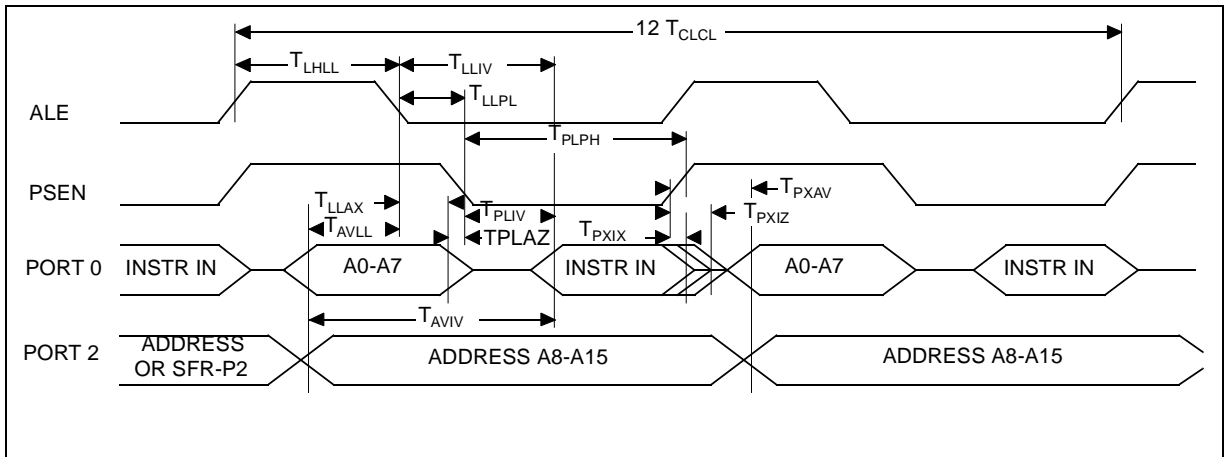 12 TCLCL
TLHLL TLLIV
TLLPL
ALE
TPLPH
PSEN
TLLAX TPXAV
TPLIV TPXIZ
TAVLL TPLAZ TPXIX
PORT 0 INSTR IN A0-A7 INSTR IN A0-A7 INSTR IN
TAVIV
PORT 2 ADDRESS OR SFR-P2 ADDRESS A8-A15 ADDRESS A8-A15